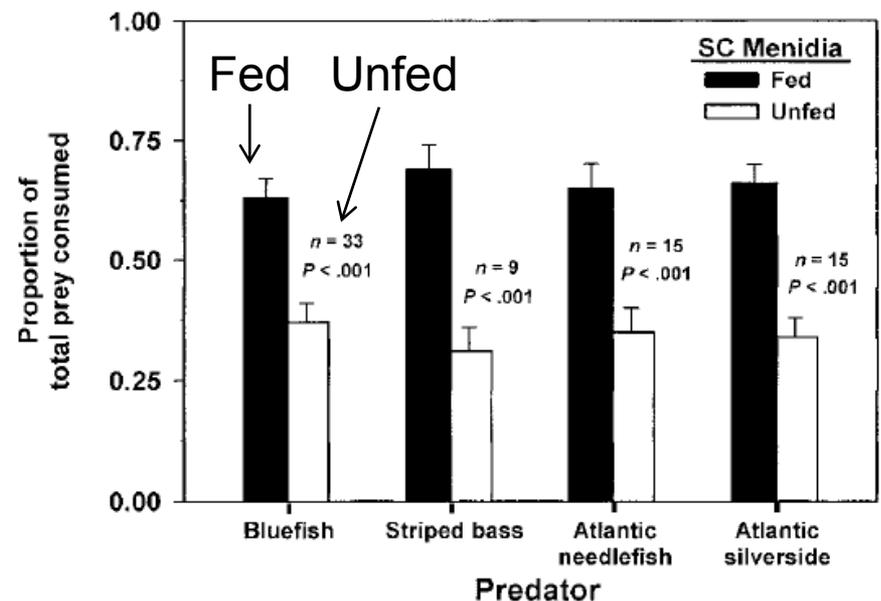 Fed Unfed
SC Menidia
Fed
Unfed
Proportion of
total prey consumed
1.00
0.75
0.50
0.25
0.00
n = 33
P < .001
n = 9
P < .001
n = 15
P < .001
n = 15
P < .001
Bluefish
Striped bass
Atlantic
needlefish
Atlantic
silverside
Predator